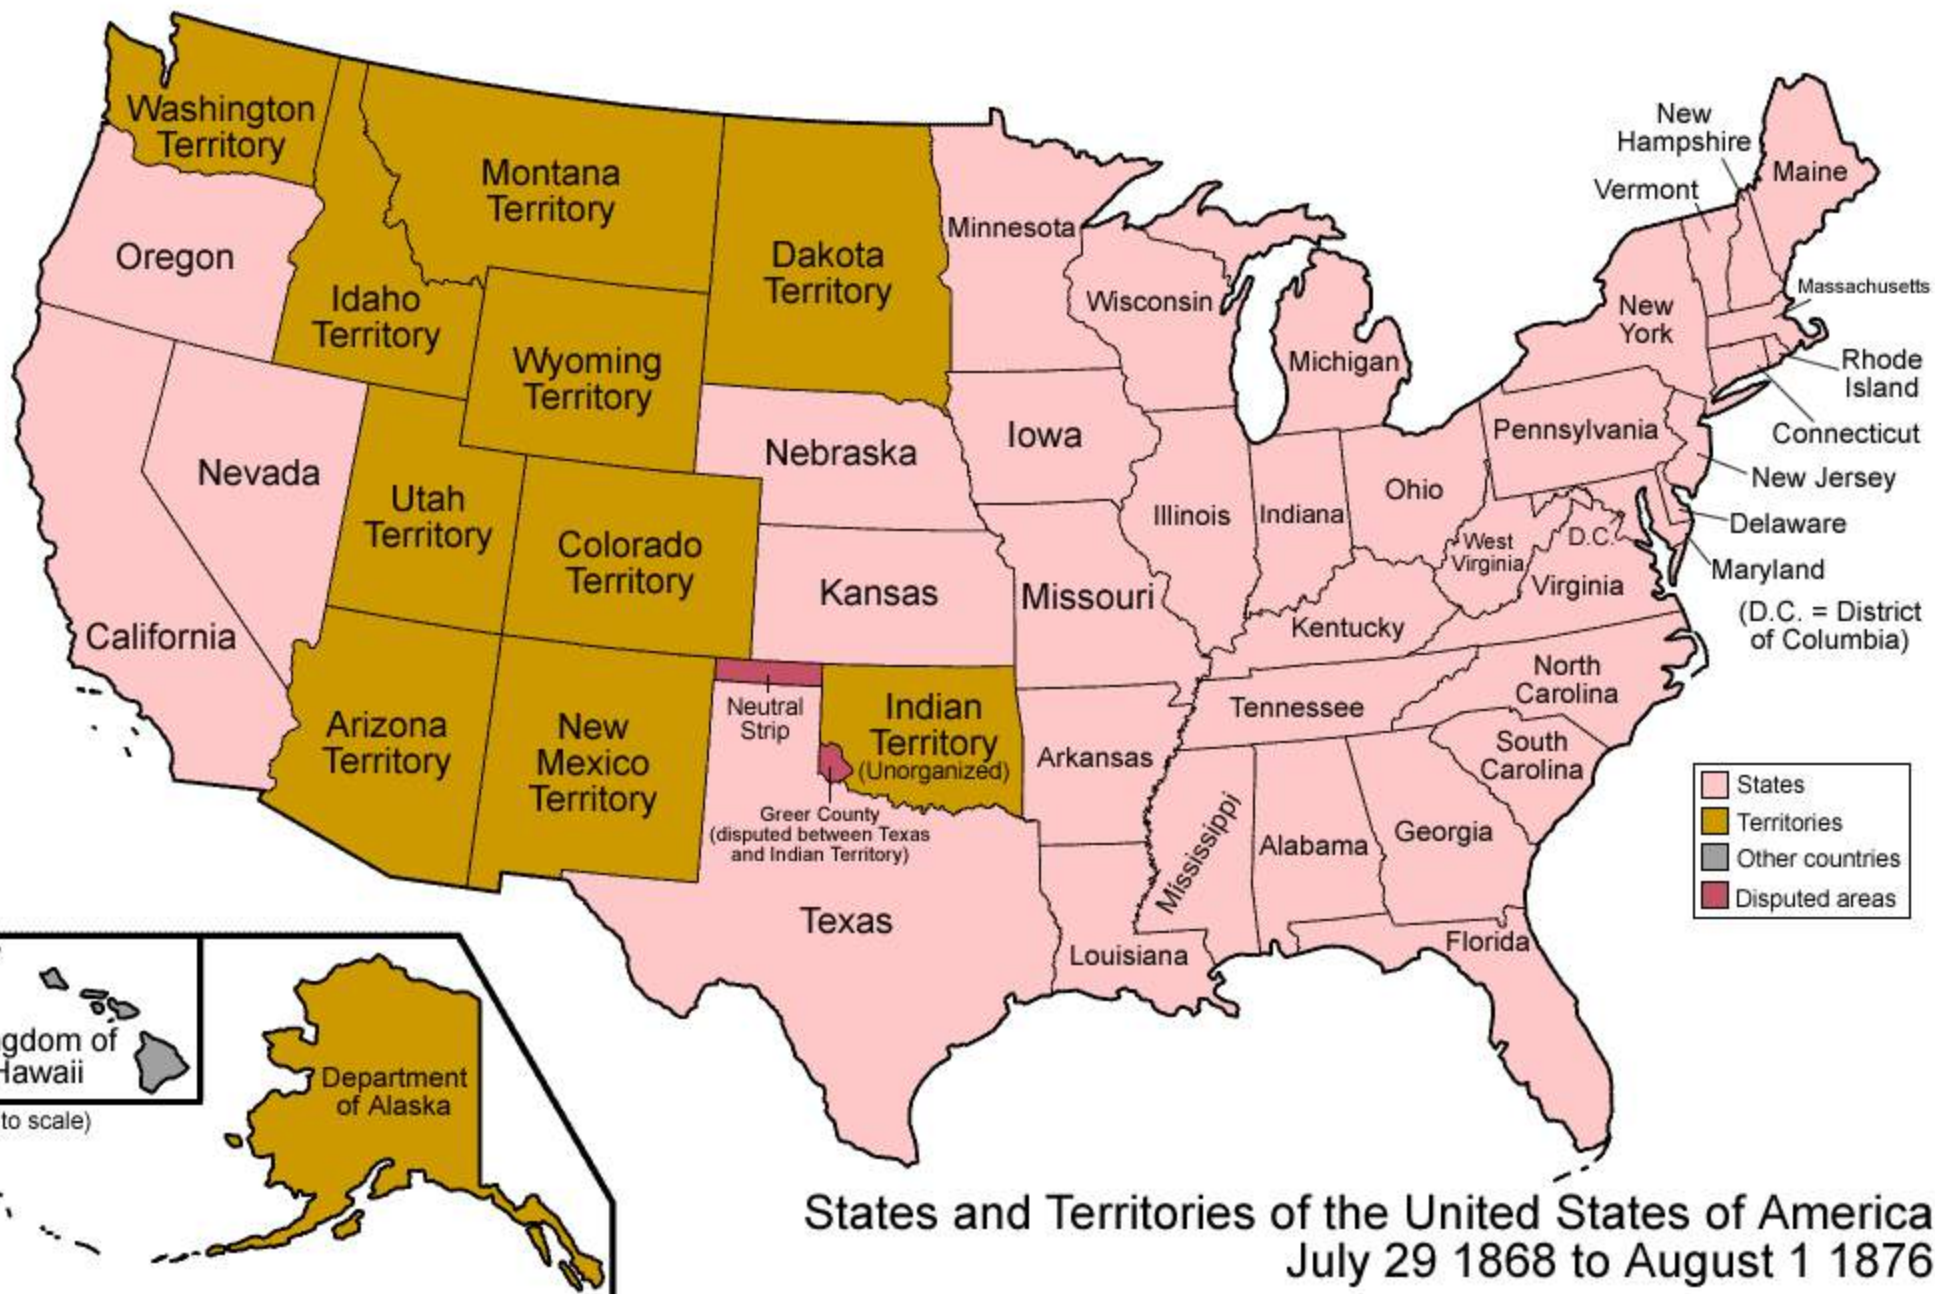 Washington
Territory
Montana
Territory
Dakota
Territory
Minnesota
New
Hampshire
Vermont
Maine
Oregon
Idaho
Territory
Wyoming
Territory
Wisconsin
Michigan
New
York
Massachusetts
Rhode
Island
Connecticut
New Jersey
Delaware
Maryland
(D.C. = District
of Columbia)
Nevada
Utah
Territory
Colorado
Territory
Nebraska
Iowa
Illinois
Indiana
Ohio
Pennsylvania
West
Virginia
D.C.
Virginia
California
Kansas
Missouri
Kentucky
Arizona
Territory
New
Mexico
Territory
Neutral
Strip
Indian
Territory
(Unorganized)
Greer County
(disputed between Texas
and Indian Territory)
Arkansas
Tennessee
North
Carolina
South
Carolina
Texas
Louisiana
Mississippi
Alabama
Georgia
Florida
States
Territories
Other countries
Disputed areas
gdom of
Hawaii
to scale)
Department
of Alaska
States and Territories of the United States of America
July 29 1868 to August 1 1876